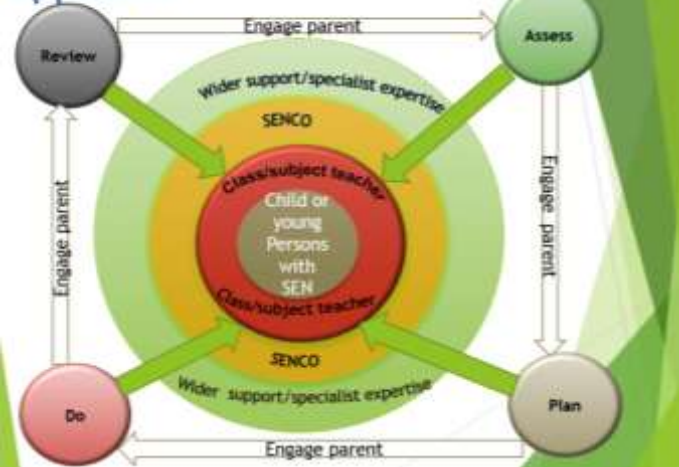 Engage parent
Review
Assess
Wider support/specialist expertise
SENCO
Class/subject teacher
Child or
young
Persons
with
SEN
Engage parent
Engage parent
Class/subject teacher
SENCO
Wider support/specialist expertise
Do
Plan
Engage parent